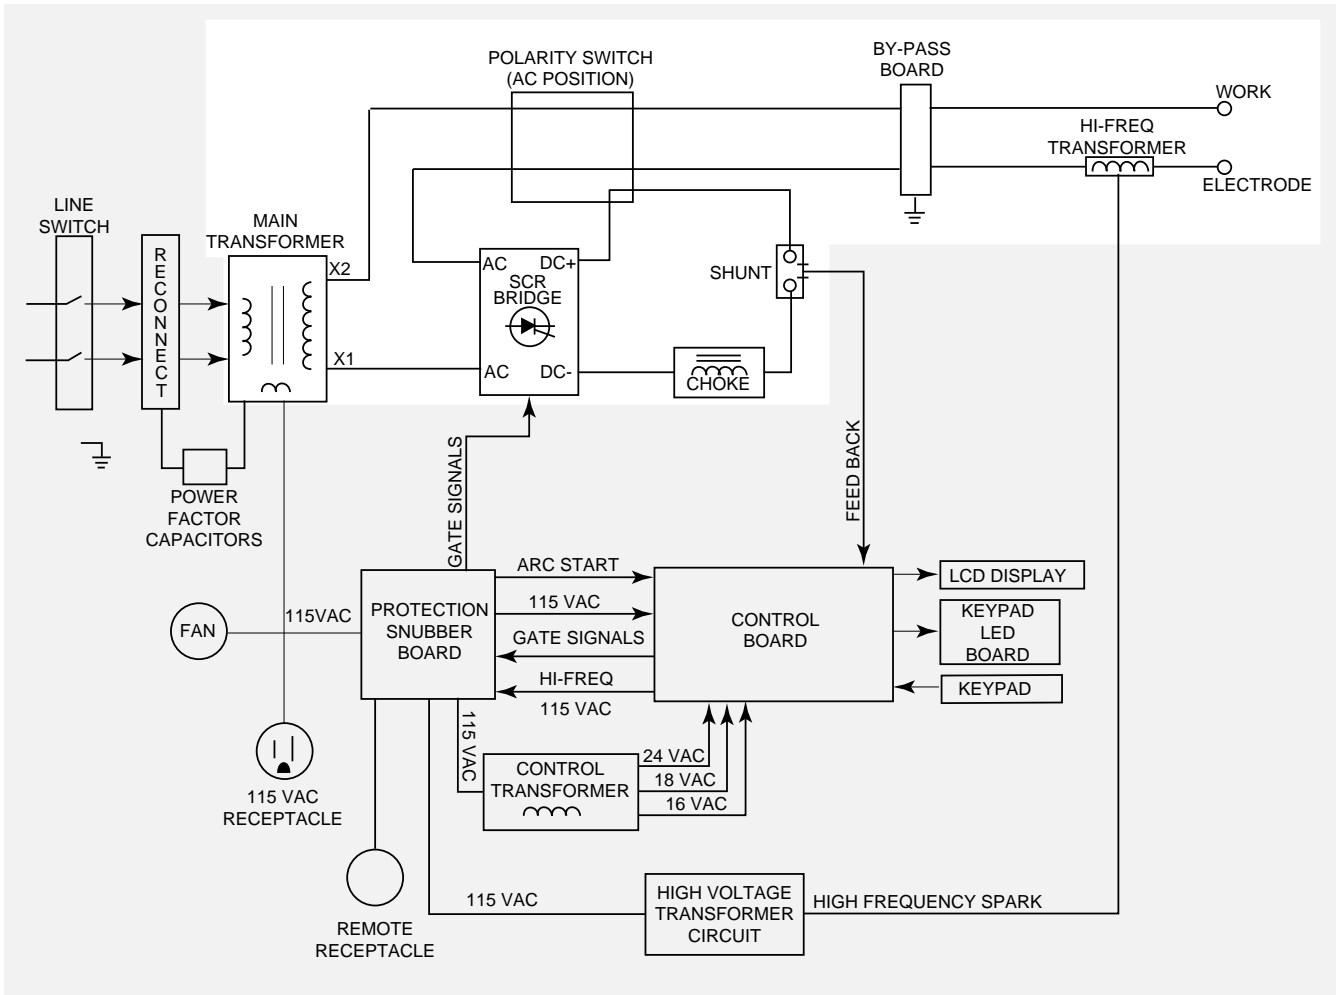 POLARITY SWITCH
(AC POSITION)
BY-PASS
BOARD
WORK
HI-FREQ
TRANSFORMER
ELECTRODE
LINE
SWITCH
MAIN
TRANSFORMER
RECONNECT
X2
X1
AC
DC+
SCR
BRIDGE
AC
DC-
SHUNT
CHOKE
POWER
FACTOR
CAPACITORS
GATE SIGNALS
FEED BACK
FAN
115VAC
PROTECTION
SNUBBER
BOARD
ARC START
115 VAC
GATE SIGNALS
HI-FREQ
115 VAC
CONTROL
BOARD
LCD DISPLAY
KEYPAD
LED
BOARD
KEYPAD
115 VAC
CONTROL
TRANSFORMER
24 VAC
18 VAC
16 VAC
115 VAC
RECEPTACLE
REMOTE
RECEPTACLE
115 VAC
HIGH VOLTAGE
TRANSFORMER
CIRCUIT
HIGH FREQUENCY SPARK